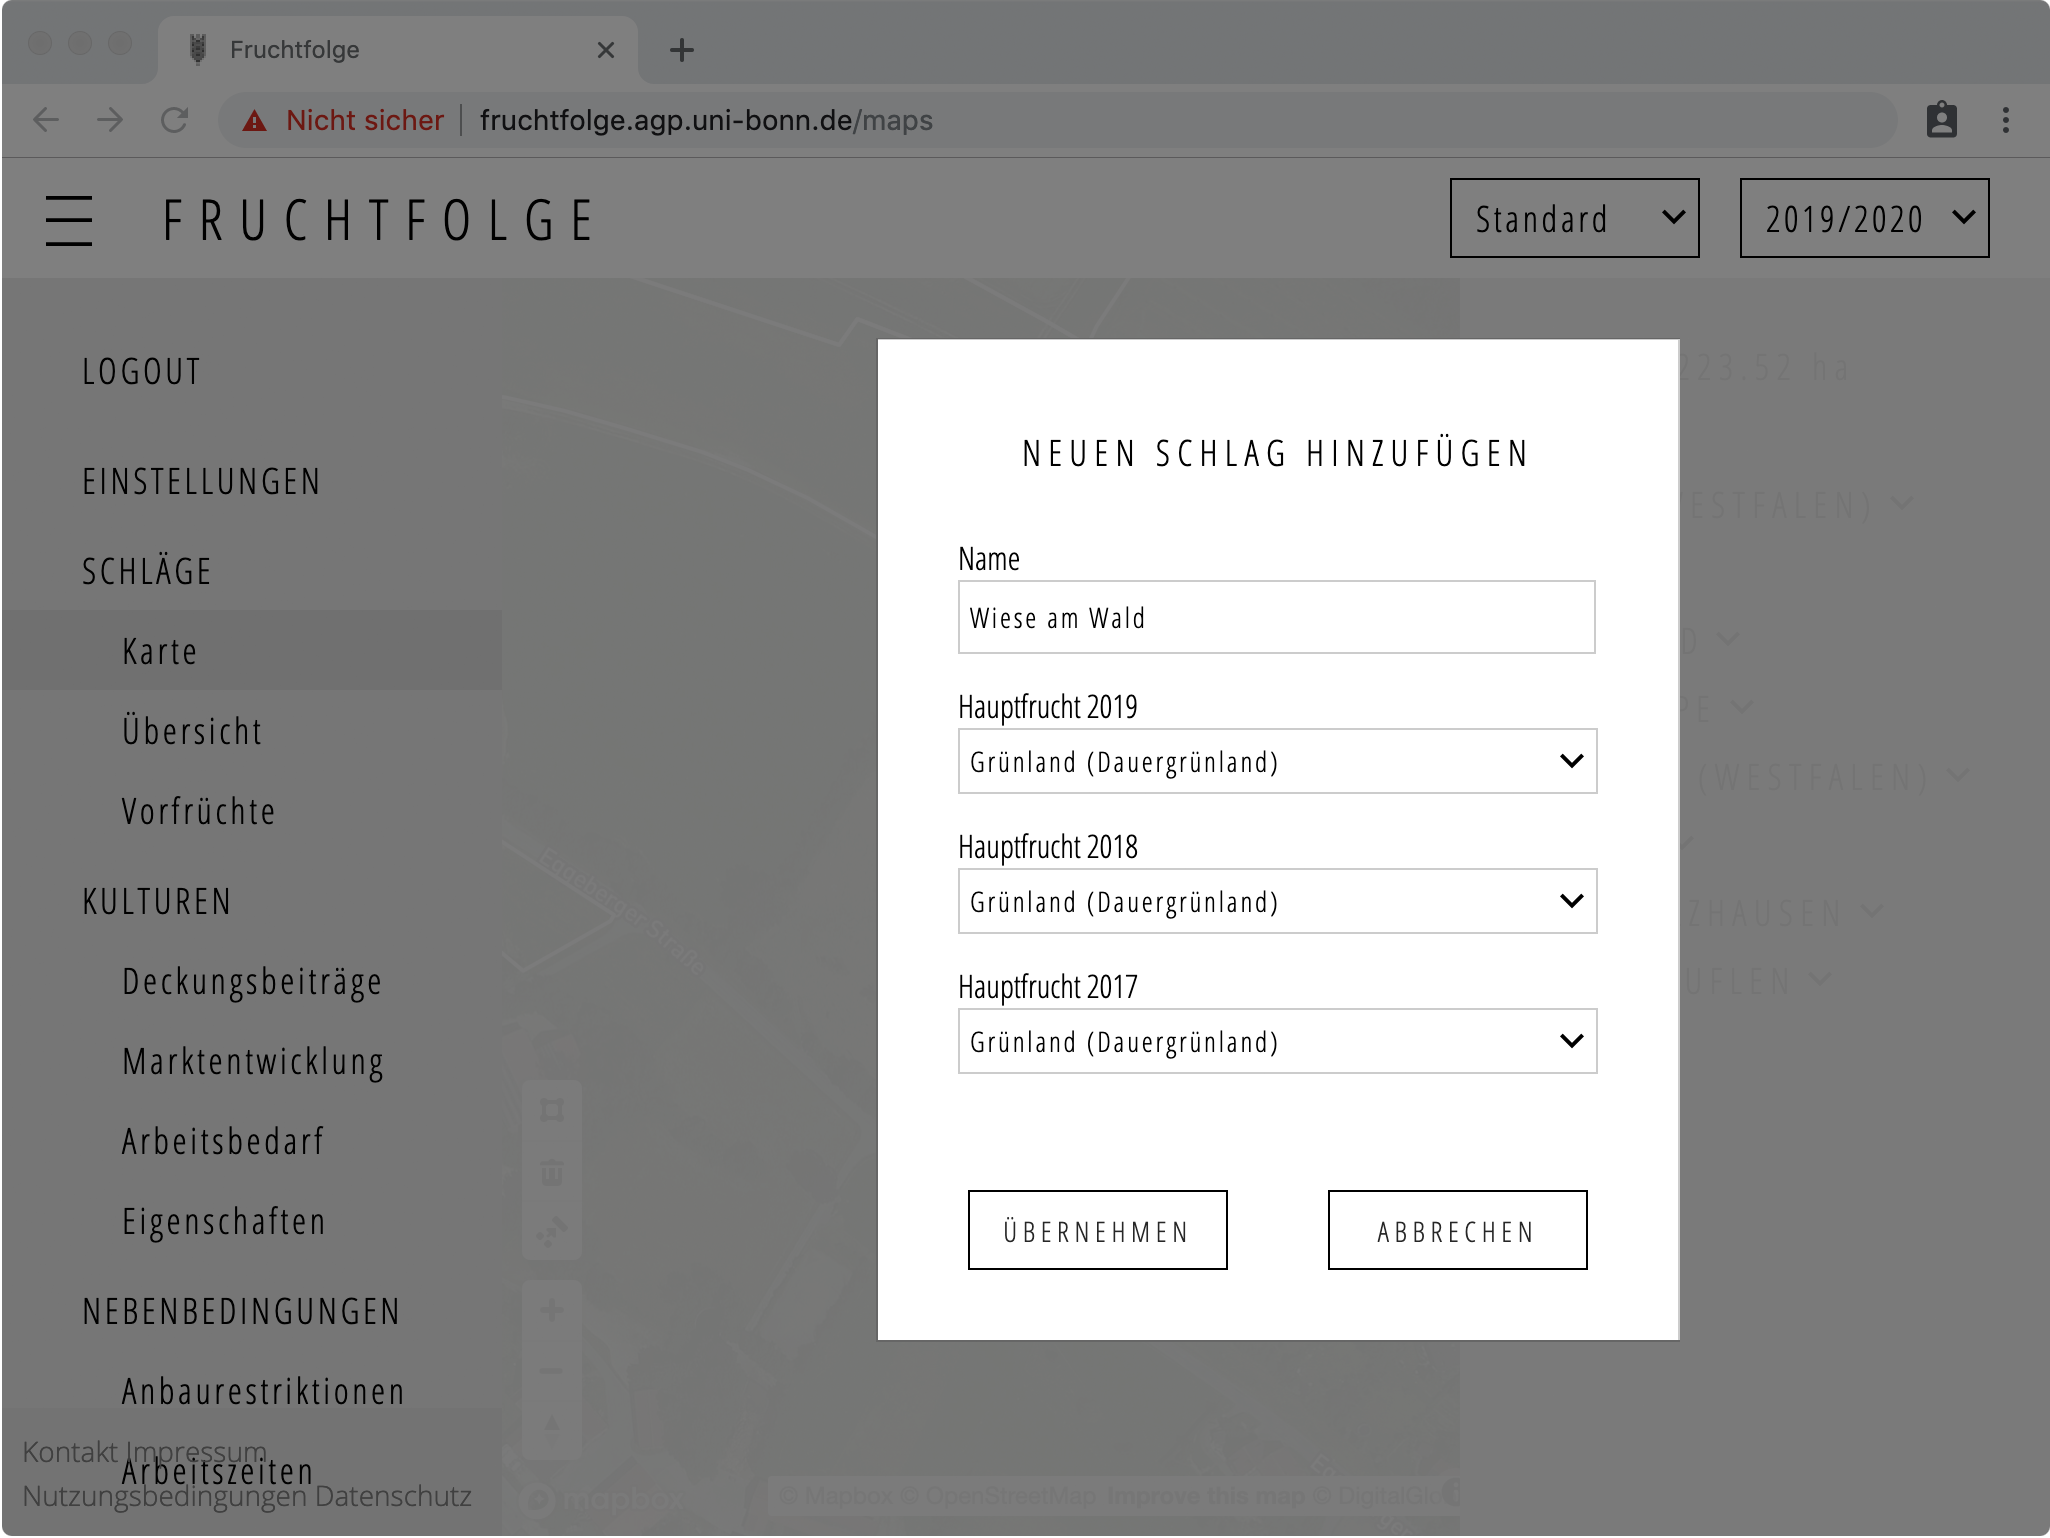 Fruchtfolge
Nicht sicher
fruchtfolge.agp.uni-bonn.de/maps
FRUCHTFOLGE
Standard
2019/2020
LOGOUT
EINSTELLUNGEN
SCHLÄGE
Karte
Übersicht
Vorfrüchte
KULTUREN
Deckungsbeiträge
Marktentwicklung
Arbeitsbedarf
Eigenschaften
NEBENBEDINGUNGEN
Anbaurestriktionen
Arbeitszeiten
Kontakt Impressum
Nutzungsbedingungen Datenschutz
Eggeberger Straße
mapbox
© Mapbox © OpenStreetMap Improve this map
NEUEN SCHLAG HINZUFÜGEN
Name
Wiese am Wald
Hauptfrucht 2019
Grünland (Dauergrünland)
Hauptfrucht 2018
Grünland (Dauergrünland)
Hauptfrucht 2017
Grünland (Dauergrünland)
ÜBERNEHMEN
ABBRECHEN
223.52 ha
(WESTFALEN)